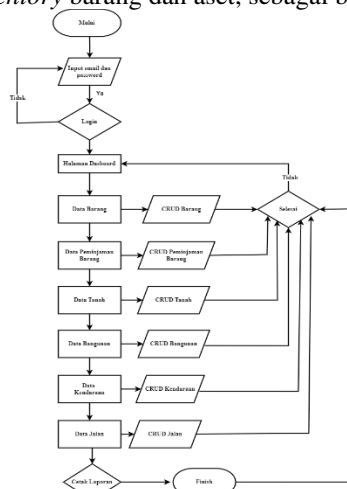 entory barang dan aset, sebagai b
Mulai
Input email dan
password
Tidak
Ya
Login
Halaman Dasboard
Tidak
Data Barang
CRUD Barang
Selesai
Data Peminjaman
Barang
CRUD Peminjaman
Barang
Data Tanah
CRUD Tanah
Data Bangunan
CRUD Bangunan
Data
Kendaraan
CRUD Kendaraan
Data Jalan
CRUD Jalan
Cetak Laporan
Finish